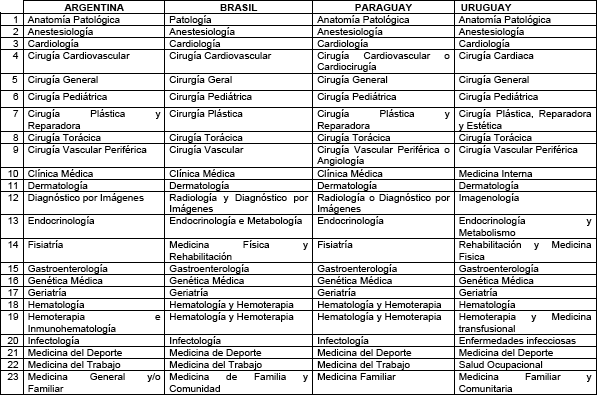 ARGENTINA BRASIL PARAGUAY URUGUAY
1 Anatomía Patológica Patología Anatomía Patológica Anatomía Patológica
2 Anestesiología Anestesiología Anestesiología Anestesiología
3 Cardiología Cardiología Cardiología Cardiología
4 Cirugía Cardiovascular Cirugía Cardiovascular Cirugía Cardiovascular o Cirugía Cardiaca
Cardiocirugía
5 Cirugía General Cirugía Geral Cirugía General Cirugía General
6 Cirugía Pediátrica Cirurgía Pediátrica Cirugía Pediátrica Cirugía Pediátrica
7 Cirugía Plástica y Cirurgía Plástica Cirugía Plástica y Cirugía Plástica, Reparadora
Reparadora Reparadora y Estética
8 Cirugía Torácica Cirugía Torácica Cirugía Torácica Cirugía Torácica
9 Cirugía Vascular Periférica Cirugía Vascular Cirugía Vascular Periférica o Cirugía Vascular Periférica
Angiología
10 Clínica Médica Clínica Médica Clínica Médica Medicina Interna
11 Dermatología Dermatología Dermatología Dermatología
12 Diagnóstico por Imágenes Radiología y Diagnóstico por Radiología o Diagnóstico por Imagenología
Imágenes Imágenes
13 Endocrinología Endocrinología e Metabología Endocrinología Endocrinología y
Metabolismo
14 Fisiatría Medicina Física y Fisiatría Rehabilitación y Medicina
Rehabilitación Fisica
15 Gastroenterología Gastroenterología Gastroenterología Gastroenterología
16 Genética Médica Genética Médica Genética Médica Genética Médica
17 Geriatría Geriatría Geriatría Geriatría
18 Hematología Hematología y Hemoterapia Hematología y Hemoterapia Hematología
19 Hemoterapia e Hematología y Hemoterapia Hematología y Hemoterapia Hemoterapia y Medicina
Inmunohematología transfusional
20 Infectología Infectología Infectología Enfermedades infecciosas
21 Medicina del Deporte Medicina de Deporte Medicina del Deporte Medicina del Deporte
22 Medicina del Trabajo Medicina del Trabajo Medicina del Trabajo Salud Ocupacional
23 Medicina General y/o Medicina de Familia y Medicina Familiar Medicina Familiar y
Familiar Comunidad Comunitaria